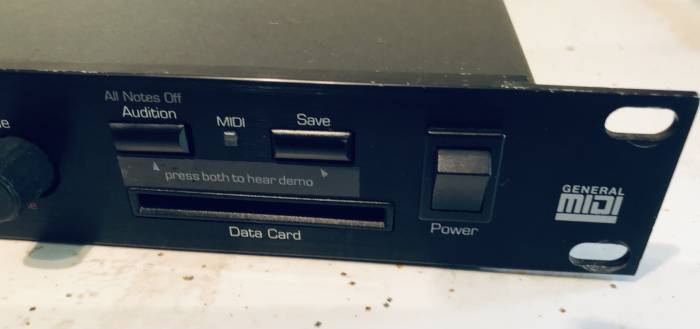 All Notes Off
Audition
MIDI
Save
press both to hear demo
Data Card
Power
GENERAL
MIDI